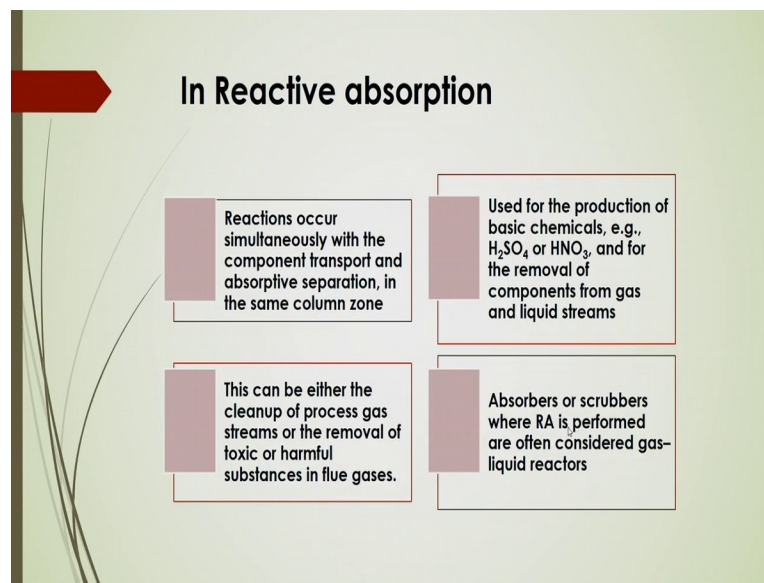 In Reactive absorption
Reactions occur
simultaneously with the
component transport and
absorptive separation, in
the same column zone
Used for the production of
basic chemicals, e.g.,
H₂SO₄ or HNO₃, and for
the removal of
components from gas
and liquid streams
This can be either the
cleanup of process gas
streams or the removal of
toxic or harmful
substances in flue gases.
Absorbers or scrubbers
where RA is performed
are often considered gas–
liquid reactors